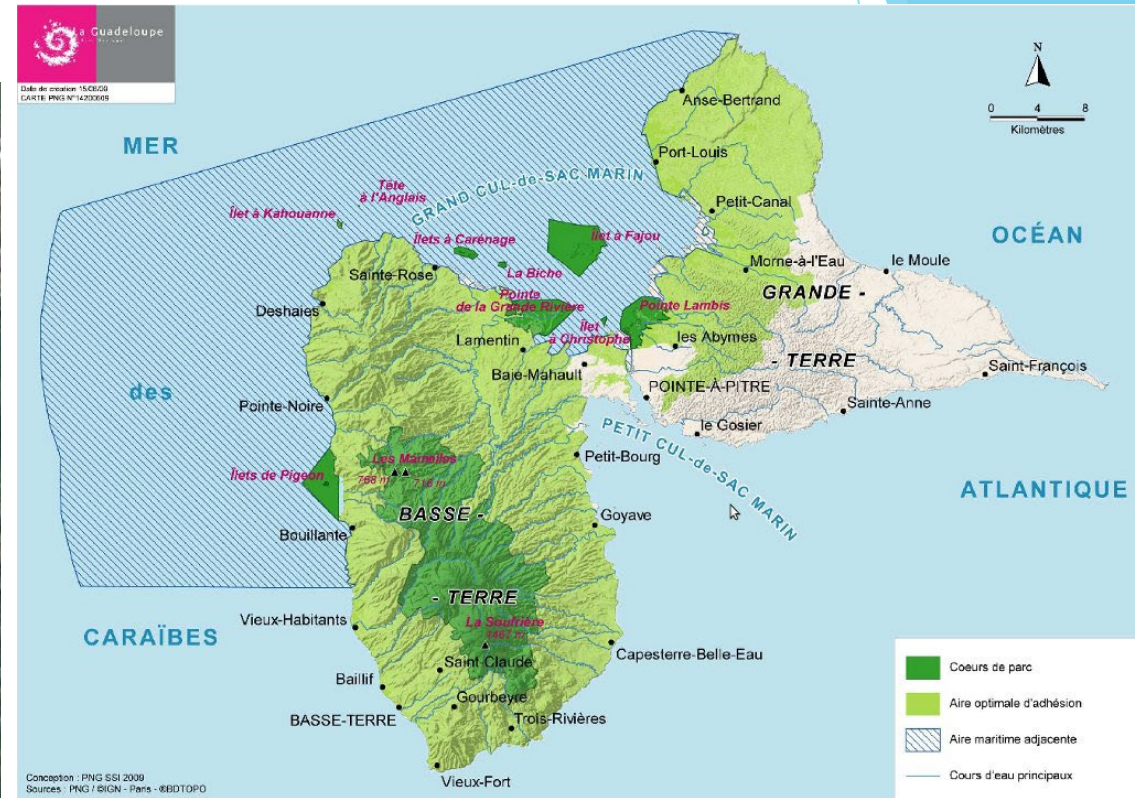 La Guadeloupe
Date de création 15/06/09
CARTE PNG N°14200609
N
0 4 8
Kilomètres
MER
des
CARAÏBES
OCÉAN
ATLANTIQUE
GRAND CUL-de-SAC MARIN
PETIT CUL-de-SAC MARIN
Anse-Bertrand
Port-Louis
Petit-Canal
Tête
à l'Anglais
Îlet à Kahouanne
Îlets à Carénage
Îlet à Fajou
La Biche
Sainte-Rose
Morne-à-l'Eau
le Moule
GRANDE -
- TERRE
Deshaies
Pointe
de la Grande Rivière
Pointe Lambis
Îlet
à Christophe
Lamentin
les Abymes
Baie-Mahault
Saint-François
POINTE-À-PITRE
Sainte-Anne
le Gosier
Pointe-Noire
Petit-Bourg
Îlets de Pigeon
Les Mamelles
768 m
716 m
BASSE -
- TERRE
Goyave
Bouillante
Vieux-Habitants
La Soufrière
1467 m
Capesterre-Belle-Eau
Saint-Claude
Baillif
Gourbeyre
BASSE-TERRE
Trois-Rivières
Vieux-Fort
Coeurs de parc
Aire optimale d'adhésion
Aire maritime adjacente
Cours d'eau principaux
Conception : PNG SSI 2009
Sources : PNG / ©IGN - Paris - ©BDTOPO